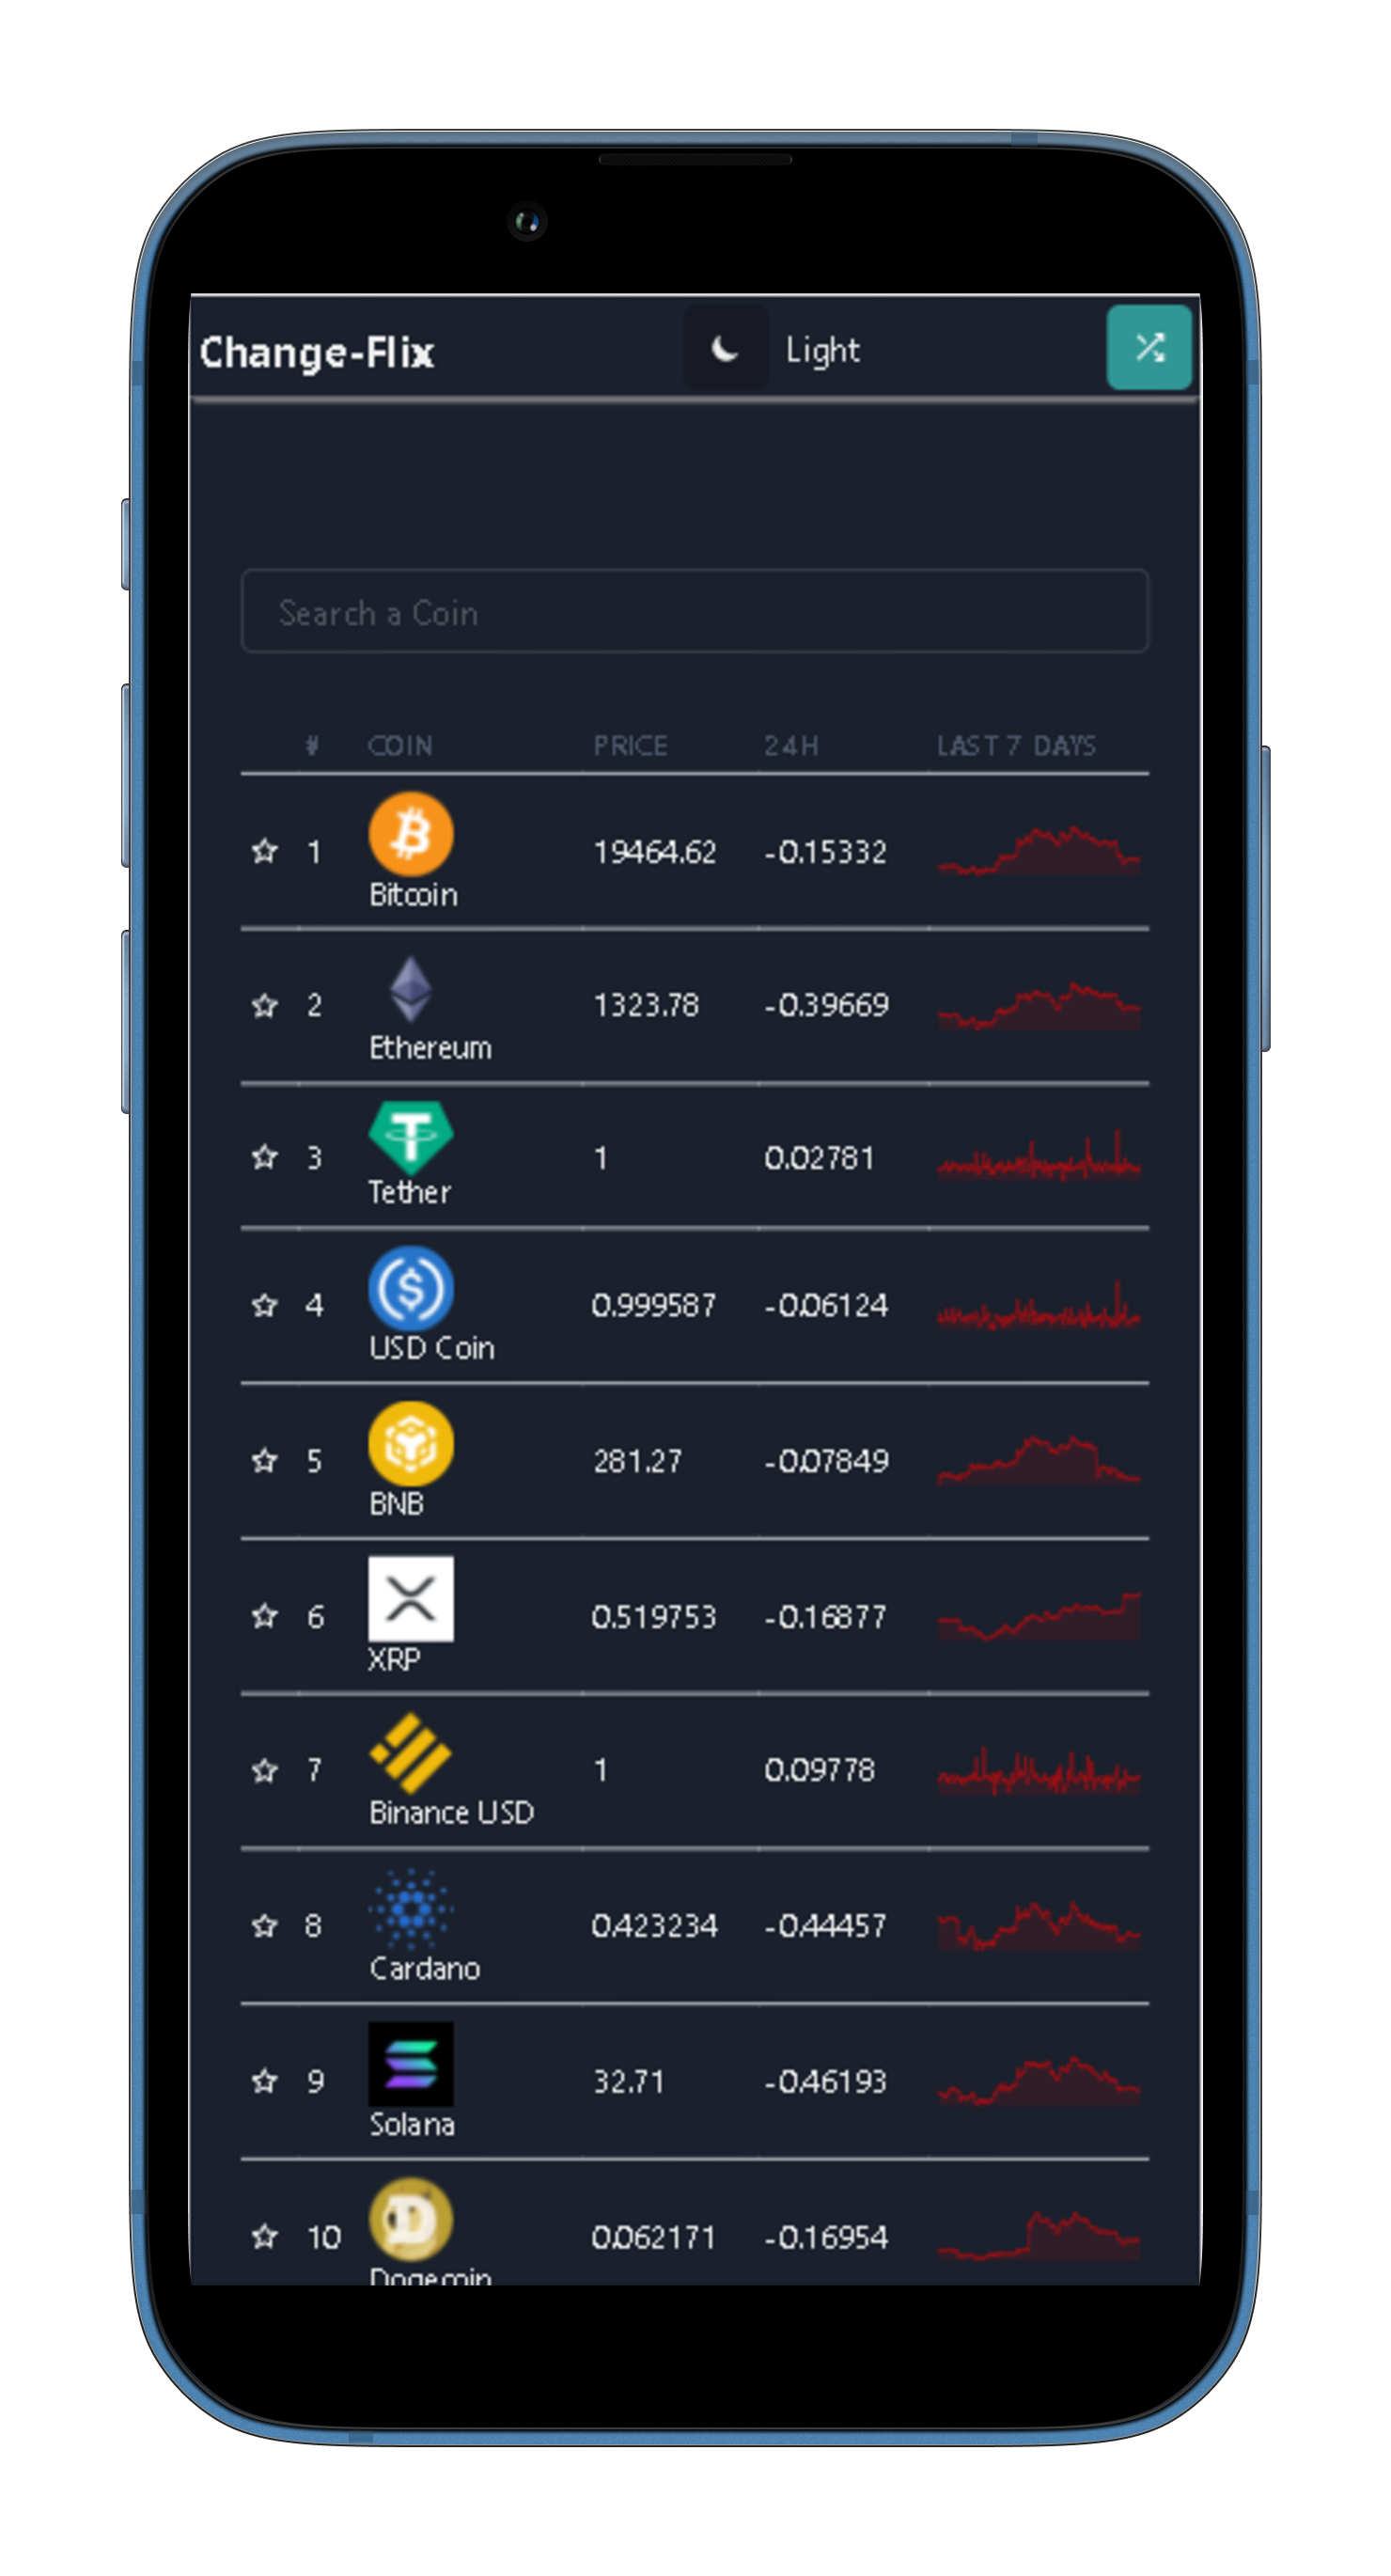 Change-Flix Light
Search a Coin
# COIN PRICE 24H LAST 7 DAYS
1 Bitcoin 19464.62 -0.15332
2 Ethereum 1323.78 -0.39669
3 Tether 1 0.02781
4 USD Coin 0.999587 -0.06124
5 BNB 281.27 -0.07849
6 XRP 0.519753 -0.16877
7 Binance USD 1 0.09778
8 Cardano 0.423234 -0.44457
9 Solana 32.71 -0.46193
10 Dogecoin 0.062171 -0.16954